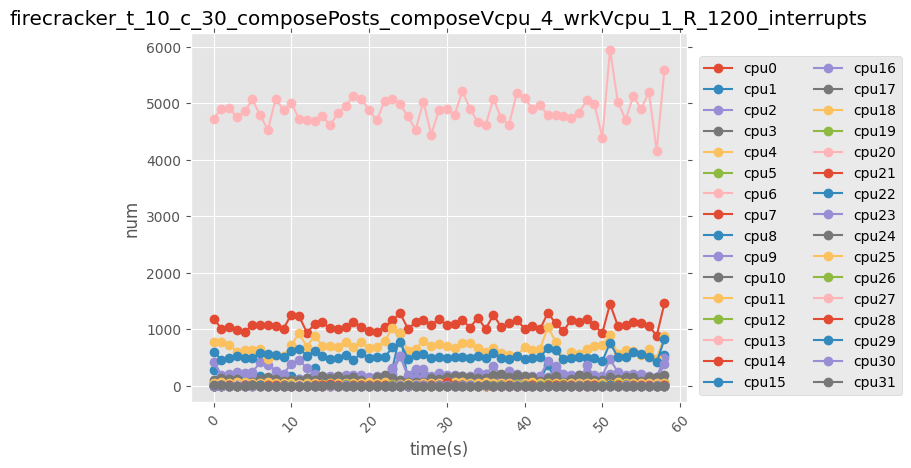 firecracker_t_10_c_30_composePosts_composeVcpu_4_wrkVcpu_1_R_1200_interrupts
6000
5000
4000
3000
2000
1000
0
num
0 10 20 30 40 50 60
time(s)
cpu0 cpu16
cpu1 cpu17
cpu2 cpu18
cpu3 cpu19
cpu4 cpu20
cpu5 cpu21
cpu6 cpu22
cpu7 cpu23
cpu8 cpu24
cpu9 cpu25
cpu10 cpu26
cpu11 cpu27
cpu12 cpu28
cpu13 cpu29
cpu14 cpu30
cpu15 cpu31